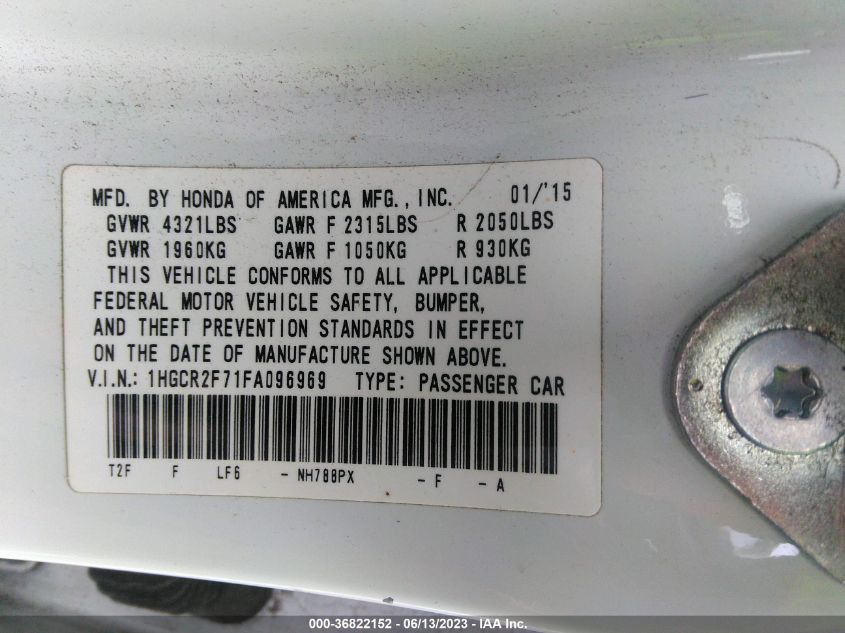 MFD. BY HONDA OF AMERICA MFG., INC. 01/'15
GVWR 4321LBS GAWR F 2315LBS R 2050LBS
GVWR 1960KG GAWR F 1050KG R 930KG
THIS VEHICLE CONFORMS TO ALL APPLICABLE
FEDERAL MOTOR VEHICLE SAFETY, BUMPER,
AND THEFT PREVENTION STANDARDS IN EFFECT
ON THE DATE OF MANUFACTURE SHOWN ABOVE.
V.I.N.: 1HGCR2F71FA096969 TYPE: PASSENGER CAR
T2F F LF6 - NH788PX - F - A
000-36822152 - 06/13/2023 - IAA Inc.